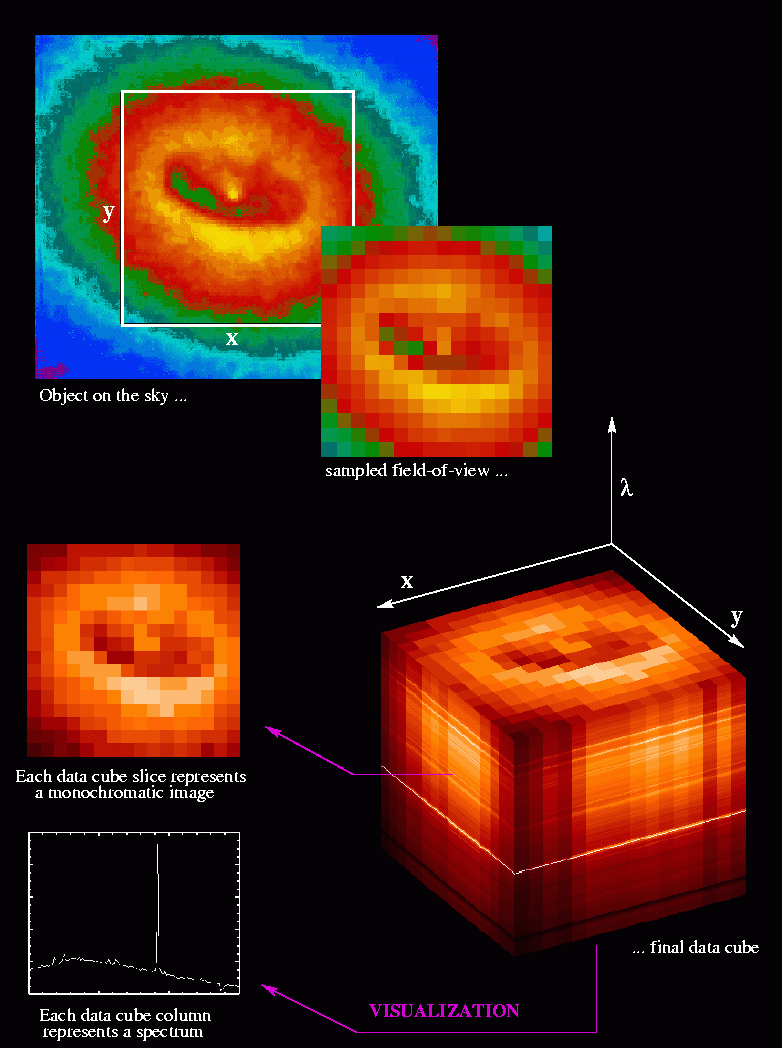 y
x
Object on the sky ...
sampled field-of-view ...
λ
x
y
Each data cube slice represents
a monochromatic image
... final data cube
VISUALIZATION
Each data cube column
represents a spectrum